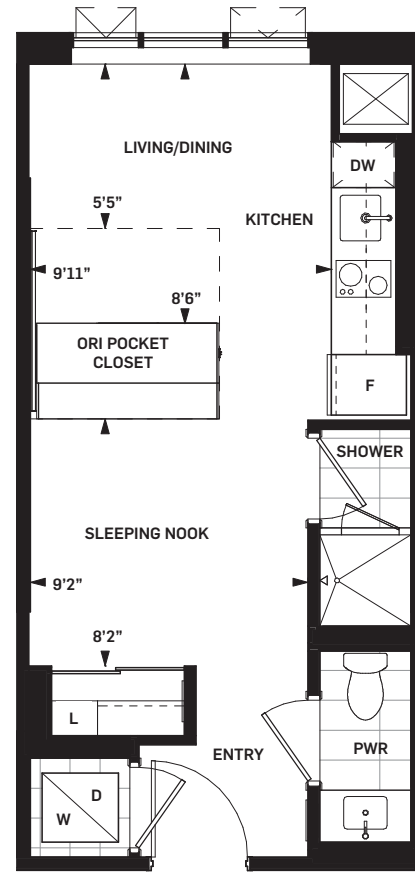 LIVING/DINING
DW
5'5”
KITCHEN
9'11”
8'6”
ORI POCKET
CLOSET
F
SHOWER
SLEEPING NOOK
9'2”
8'2”
L
ENTRY
PWR
D
W